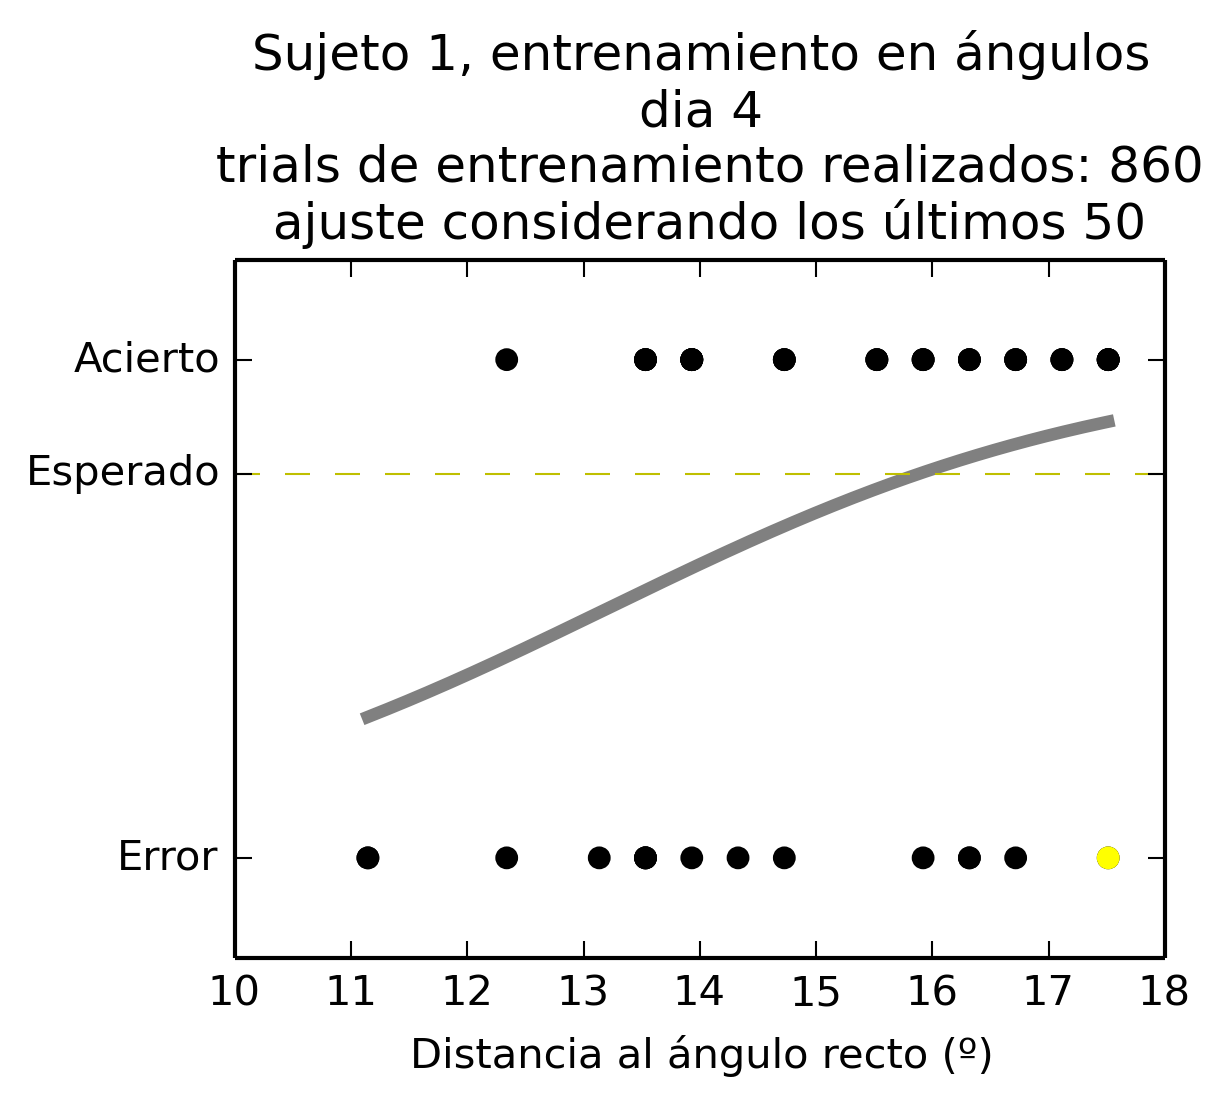 Sujeto 1, entrenamiento en ángulos
dia 4
trials de entrenamiento realizados: 860
ajuste considerando los últimos 50
Acierto
Esperado
Error
10 11 12 13 14 15 16 17 18
Distancia al ángulo recto (º)